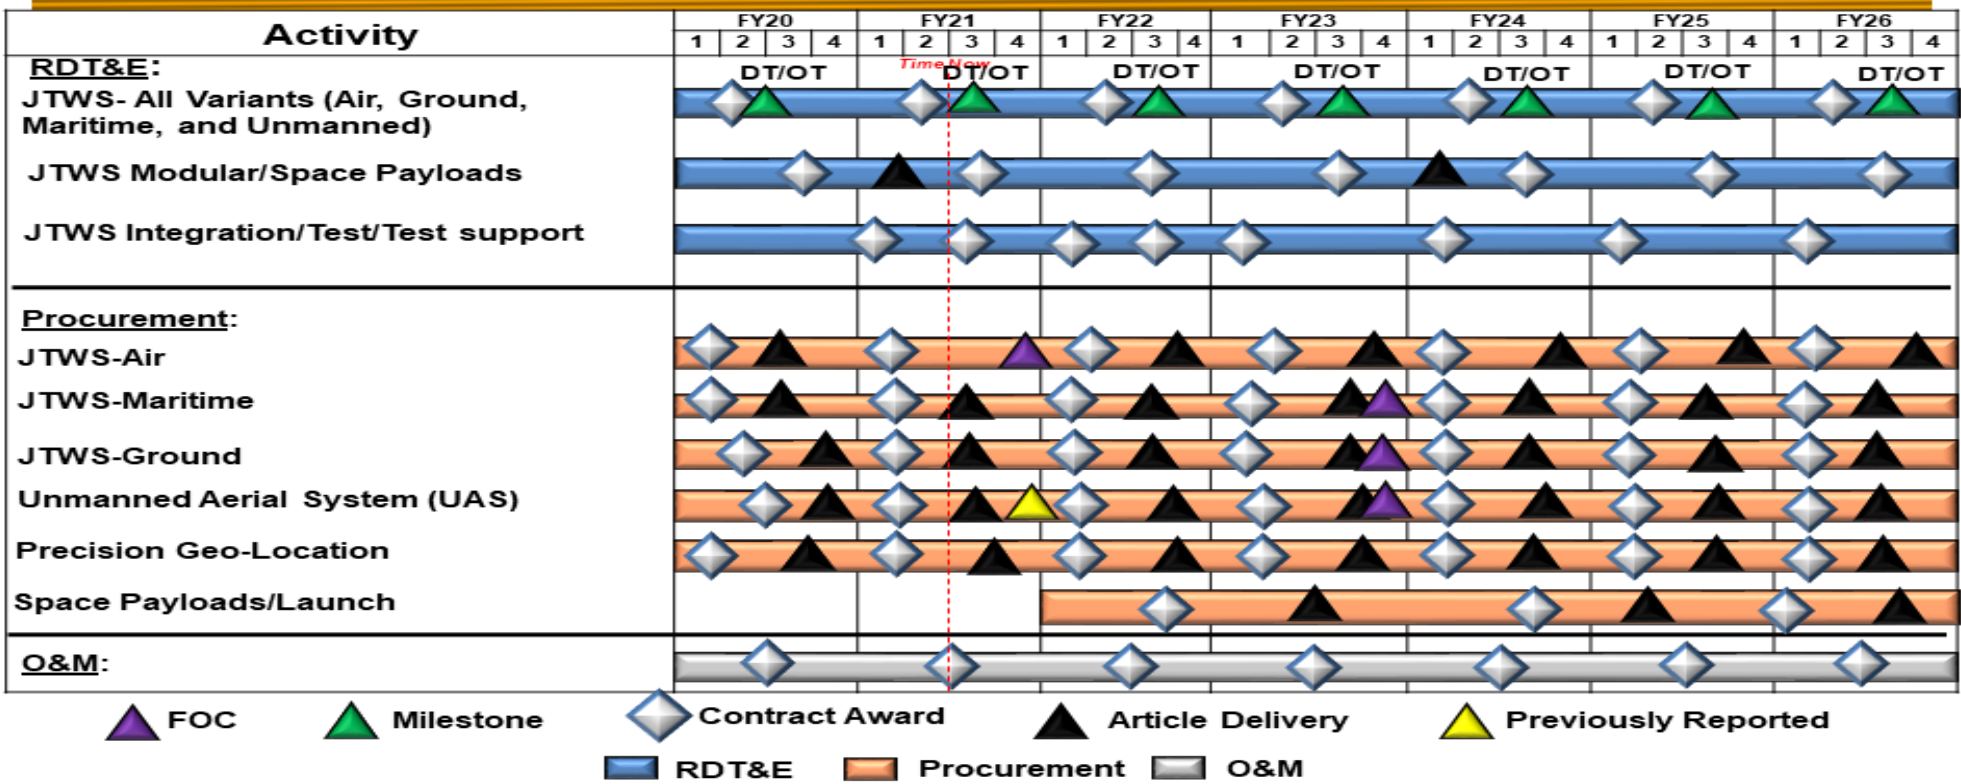 Activity
FY20 FY21 FY22 FY23 FY24 FY25 FY26
1 2 3 4 1 2 3 4 1 2 3 4 1 2 3 4 1 2 3 4 1 2 3 4 1 2 3 4
RDT&E:
Time Now
DT/OT DT/OT DT/OT DT/OT DT/OT DT/OT DT/OT
JTWS- All Variants (Air, Ground,
Maritime, and Unmanned)
JTWS Modular/Space Payloads
JTWS Integration/Test/Test support
Procurement:
JTWS-Air
JTWS-Maritime
JTWS-Ground
Unmanned Aerial System (UAS)
Precision Geo-Location
Space Payloads/Launch
O&M:
FOC Milestone Contract Award Article Delivery Previously Reported
RDT&E Procurement O&M